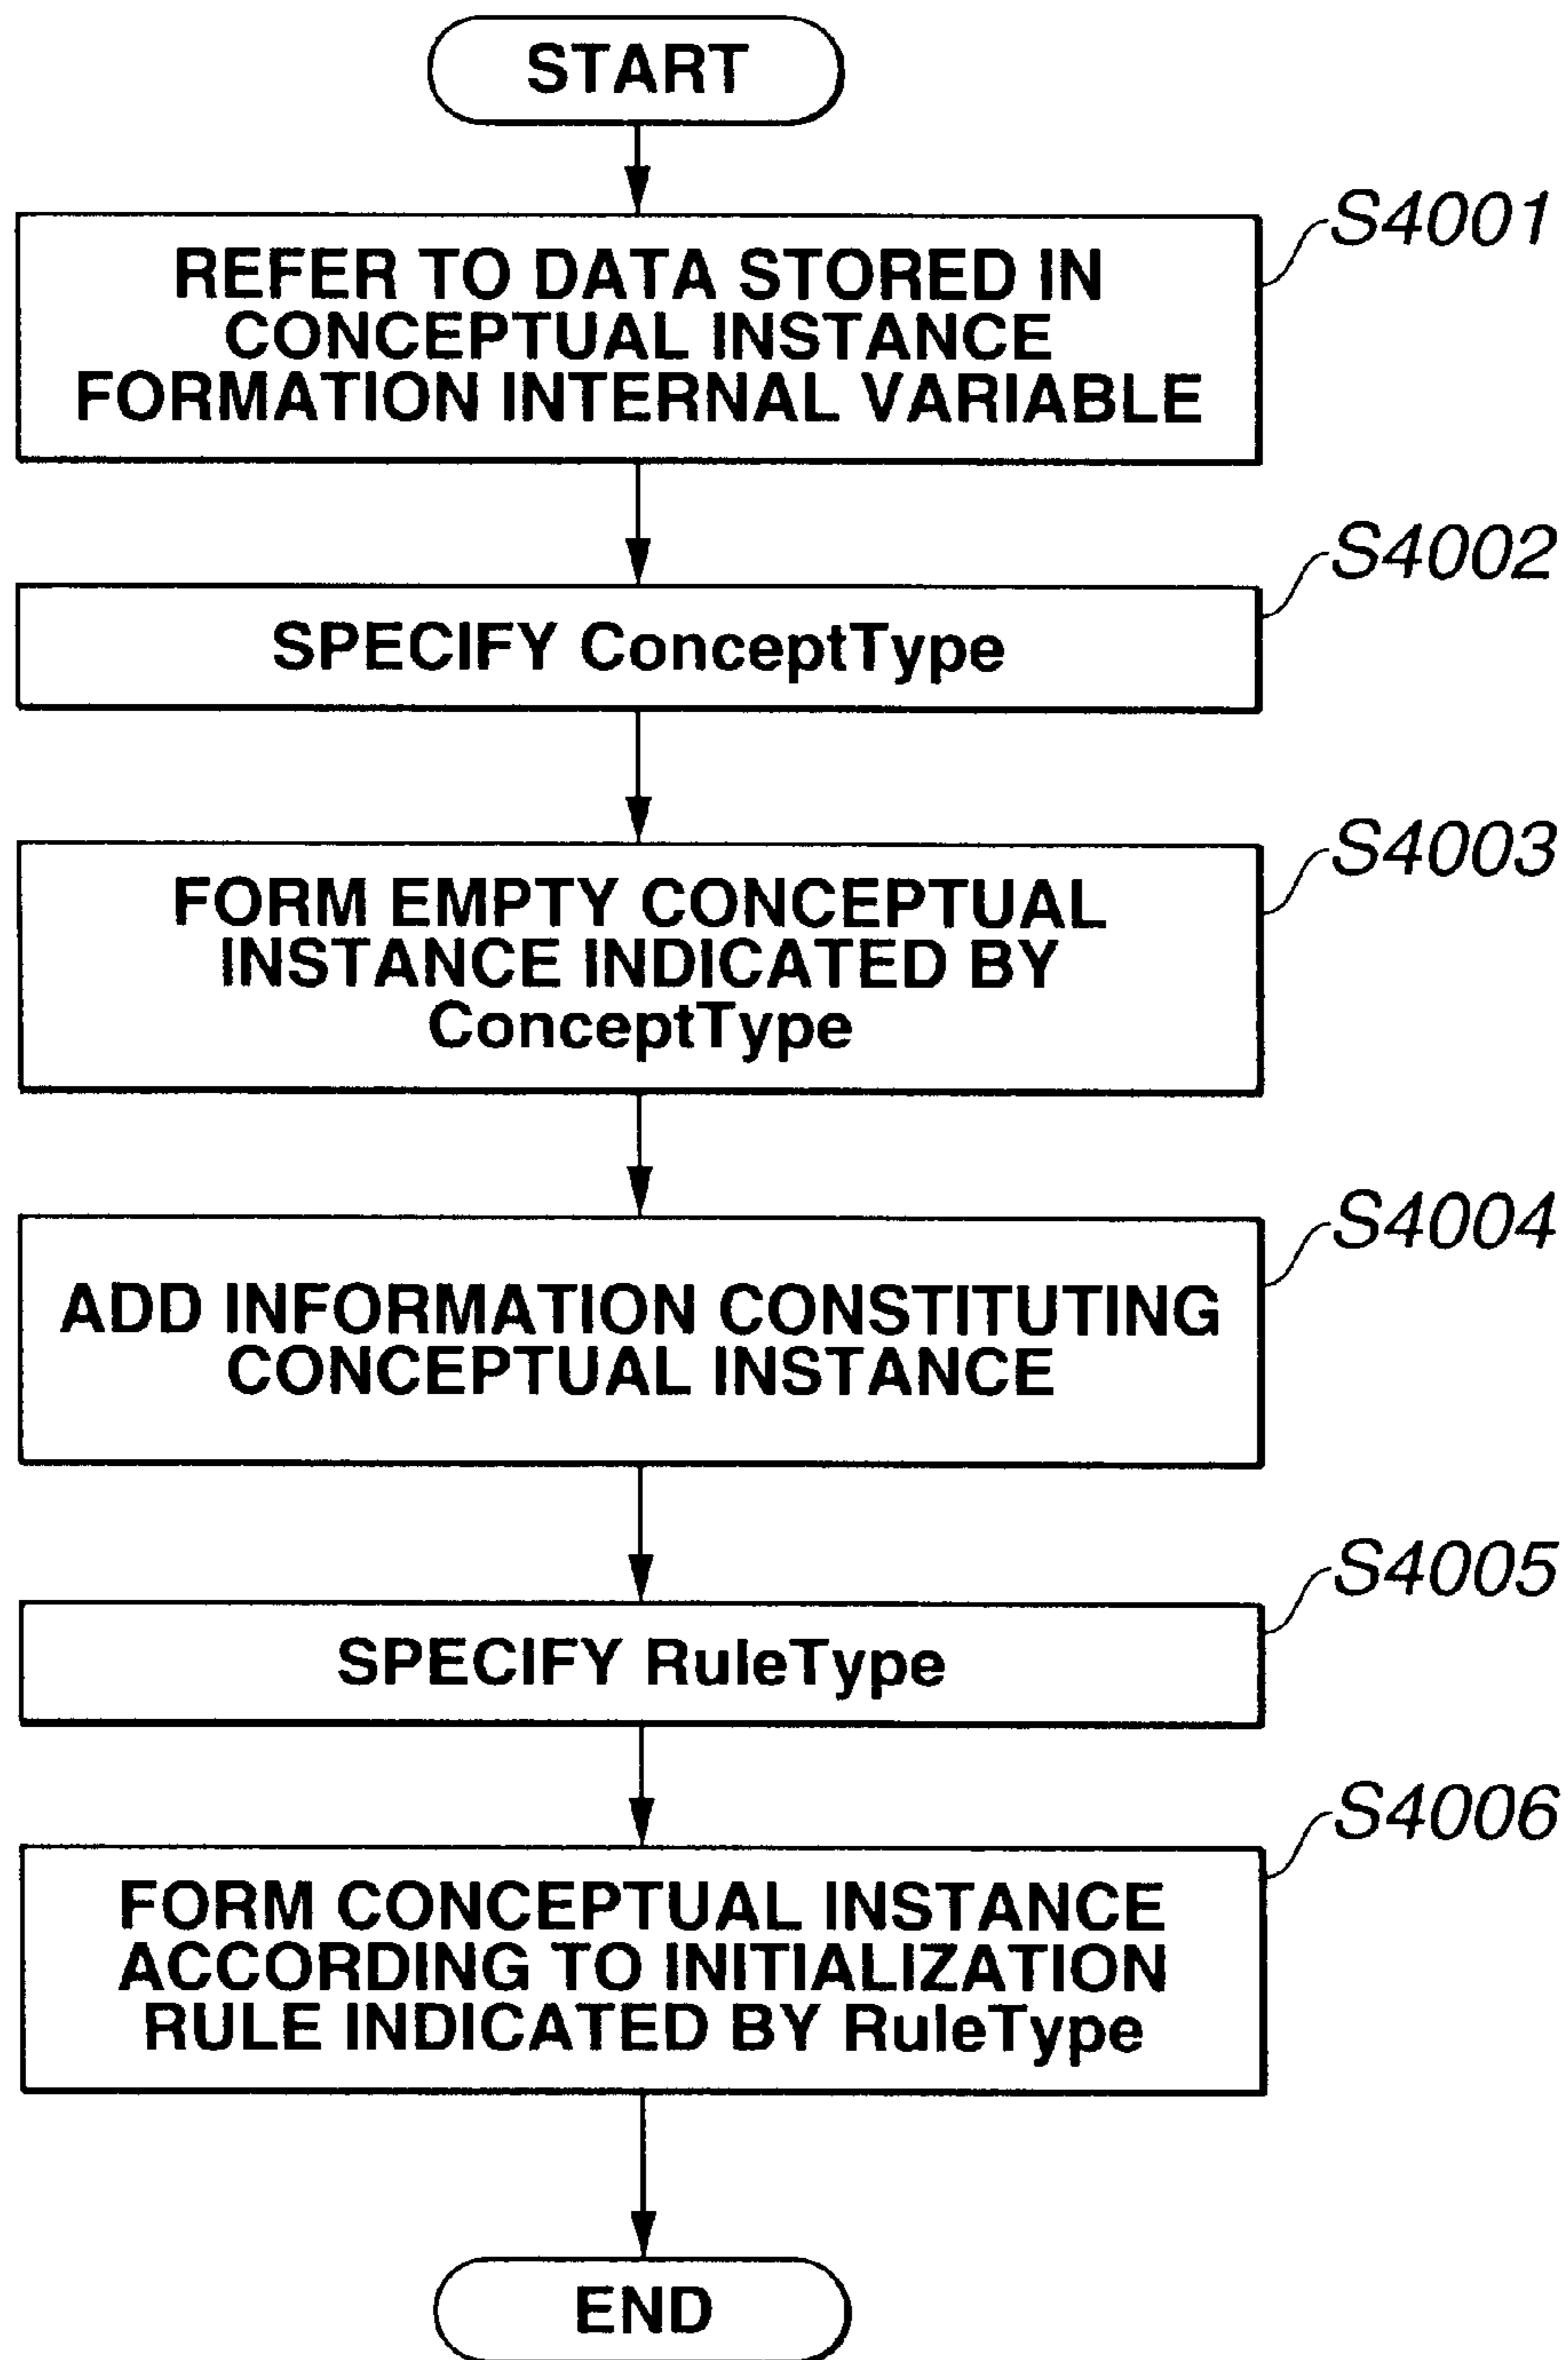 START
S4001
REFER TO DATA STORED IN
CONCEPTUAL INSTANCE
FORMATION INTERNAL VARIABLE
S4002
SPECIFY ConceptType
S4003
FORM EMPTY CONCEPTUAL
INSTANCE INDICATED BY
ConceptType
S4004
ADD INFORMATION CONSTITUTING
CONCEPTUAL INSTANCE
S4005
SPECIFY RuleType
S4006
FORM CONCEPTUAL INSTANCE
ACCORDING TO INITIALIZATION
RULE INDICATED BY RuleType
END